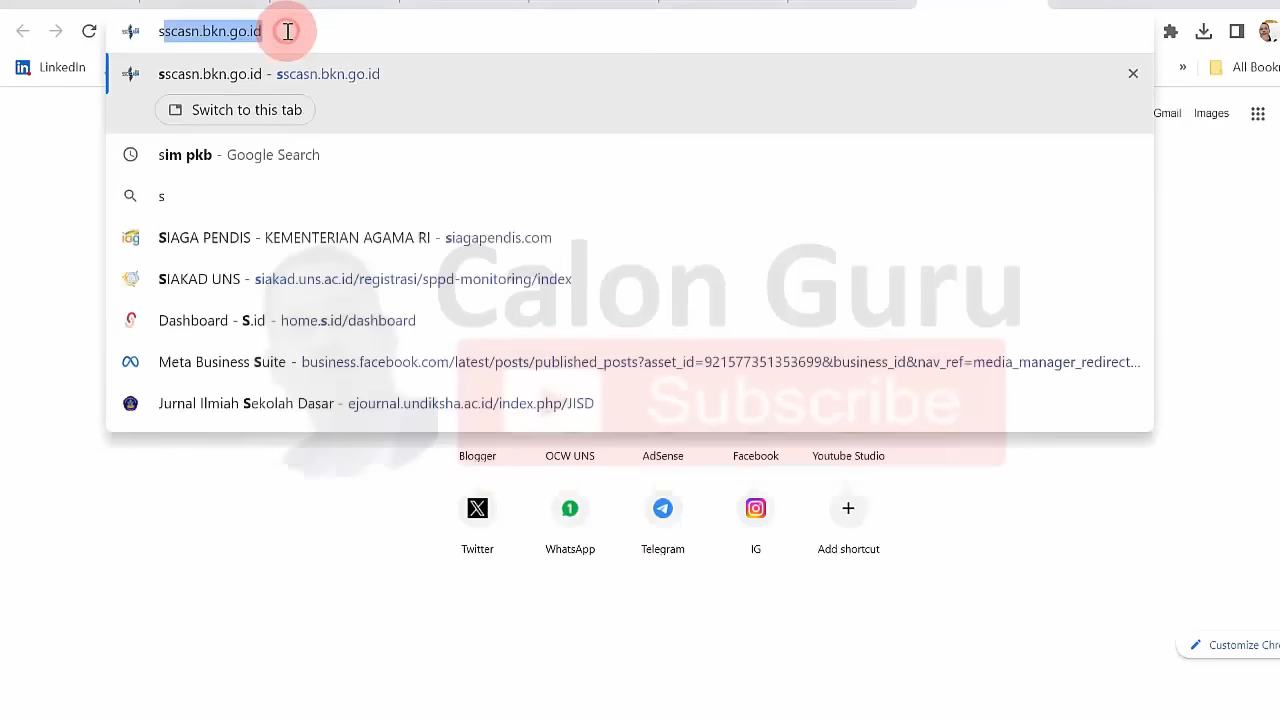 sscasn.bkn.go.id
LinkedIn
» All Book
sscasn.bkn.go.id - sscasn.bkn.go.id
Switch to this tab
Gmail Images
sim pkb - Google Search
s
SIAGA PENDIS - KEMENTERIAN AGAMA RI - siagapendis.com
SIAKAD UNS - siakad.uns.ac.id/registrasi/sppd-monitoring/index
Dashboard - S.id - home.s.id/dashboard
Meta Business Suite - business.facebook.com/latest/posts/published_posts?asset_id=921577351353699&business_id&nav_ref=media_manager_redirect...
Jurnal Ilmiah Sekolah Dasar - ejournal.undiksha.ac.id/index.php/JISD
Calon Guru
Subscribe
Blogger OCW UNS AdSense Facebook Youtube Studio
Twitter WhatsApp Telegram IG Add shortcut
Customize Chro